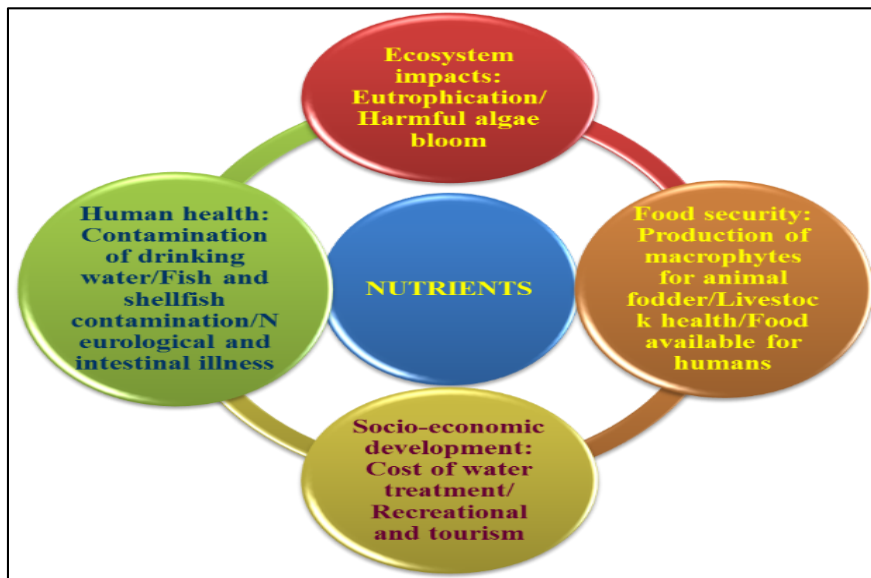 Ecosystem
impacts:
Eutrophication/
Harmful algae
bloom
Human health:
Contamination
of drinking
water/Fish and
shellfish
contamination/N
eurological and
intestinal illness
NUTRIENTS
Food security:
Production of
macrophytes
for animal
fodder/Livestoc
k health/Food
available for
humans
Socio-economic
development:
Cost of water
treatment/
Recreational
and tourism